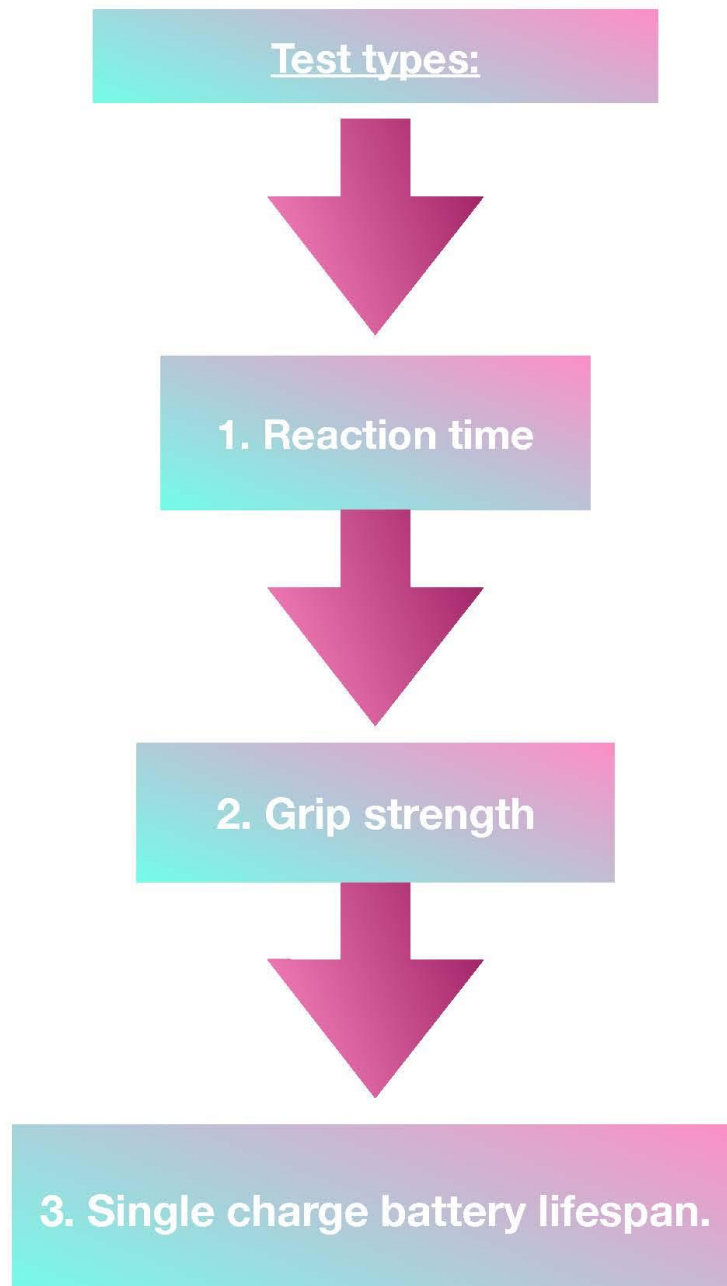 Test types:
1. Reaction time
2. Grip strength
3. Single charge battery lifespan.